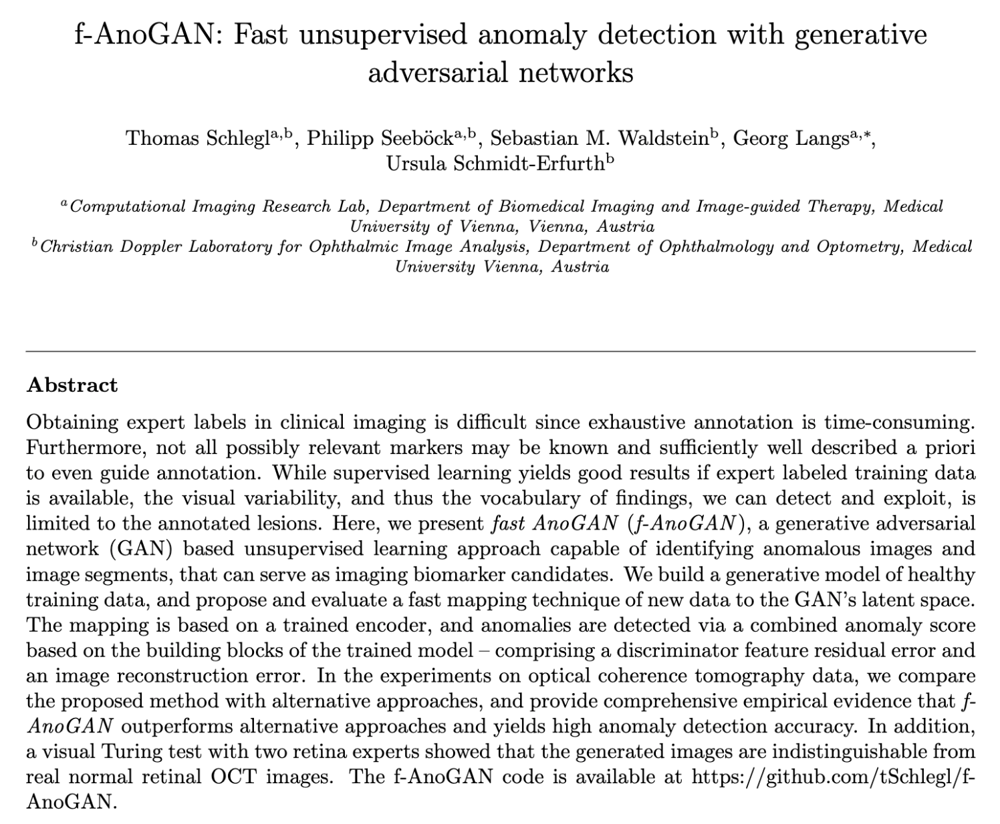 f-AnoGAN: Fast unsupervised anomaly detection with generative
adversarial networks
Thomas Schlegl^a,b, Philipp Seeböck^a,b, Sebastian M. Waldstein^b, Georg Langs^a,*,
Ursula Schmidt-Erfurth^b
^a Computational Imaging Research Lab, Department of Biomedical Imaging and Image-guided Therapy, Medical
University of Vienna, Vienna, Austria
^b Christian Doppler Laboratory for Ophthalmic Image Analysis, Department of Ophthalmology and Optometry, Medical
University Vienna, Austria
Abstract
Obtaining expert labels in clinical imaging is difficult since exhaustive annotation is time-consuming.
Furthermore, not all possibly relevant markers may be known and sufficiently well described a priori
to even guide annotation. While supervised learning yields good results if expert labeled training data
is available, the visual variability, and thus the vocabulary of findings, we can detect and exploit, is
limited to the annotated lesions. Here, we present fast AnoGAN (f-AnoGAN), a generative adversarial
network (GAN) based unsupervised learning approach capable of identifying anomalous images and
image segments, that can serve as imaging biomarker candidates. We build a generative model of healthy
training data, and propose and evaluate a fast mapping technique of new data to the GAN's latent space.
The mapping is based on a trained encoder, and anomalies are detected via a combined anomaly score
based on the building blocks of the trained model – comprising a discriminator feature residual error and
an image reconstruction error. In the experiments on optical coherence tomography data, we compare
the proposed method with alternative approaches, and provide comprehensive empirical evidence that f-
AnoGAN outperforms alternative approaches and yields high anomaly detection accuracy. In addition,
a visual Turing test with two retina experts showed that the generated images are indistinguishable from
real normal retinal OCT images. The f-AnoGAN code is available at https://github.com/tSchlegl/f-
AnoGAN.